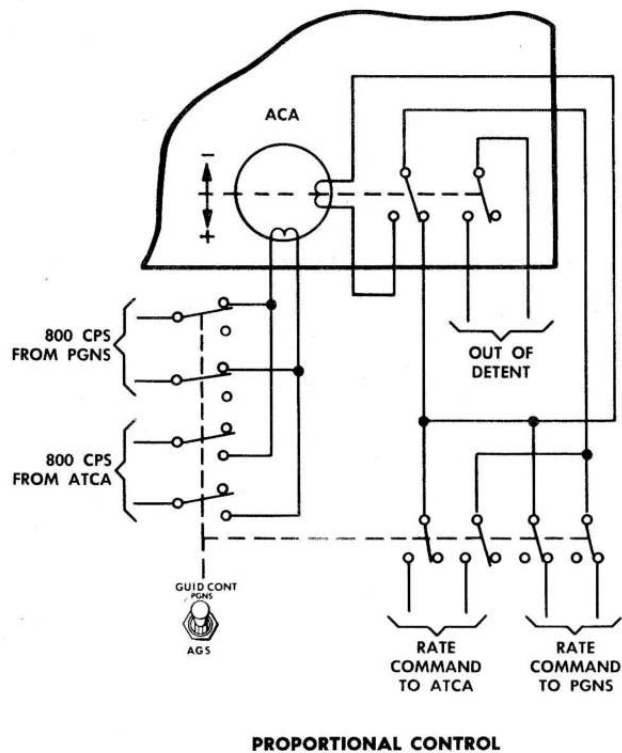 ACA
−
+
800 CPS
FROM PGNS
OUT OF
DETENT
800 CPS
FROM ATCA
GUID CONT
PGNS
AGS
RATE
COMMAND
TO ATCA
RATE
COMMAND
TO PGNS
PROPORTIONAL CONTROL